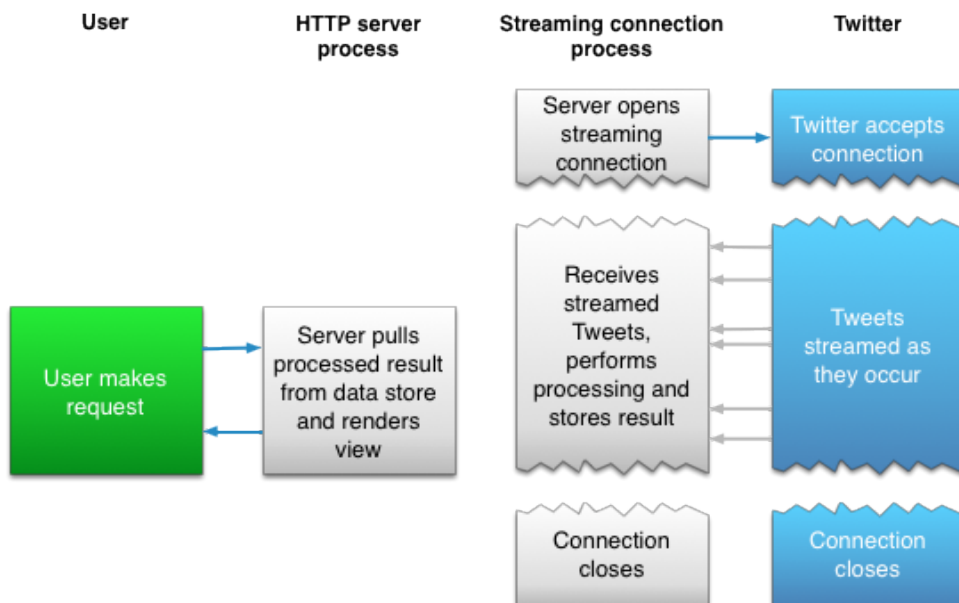 User
HTTP server
process
Streaming connection
process
Twitter
Server opens
streaming
connection
Twitter accepts
connection
Receives
streamed
Tweets,
performs
processing and
stores result
Tweets
streamed as
they occur
User makes
request
Server pulls
processed result
from data store
and renders
view
Connection
closes
Connection
closes